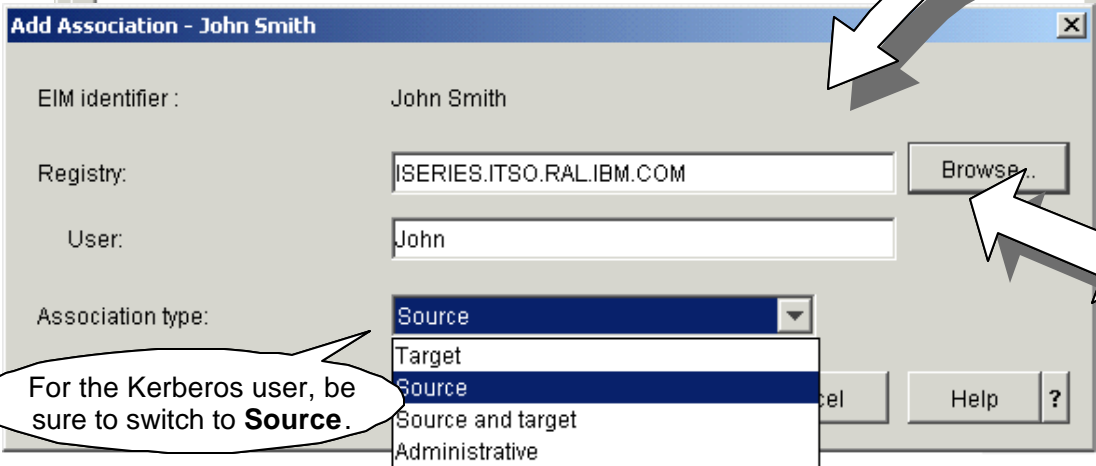 Add Association - John Smith
EIM identifier :
John Smith
Registry:
ISERIES.ITSO.RAL.IBM.COM
Browse...
User:
John
Association type:
Source
Target
Source
Source and target
Administrative
For the Kerberos user, be
sure to switch to Source.
Help
?